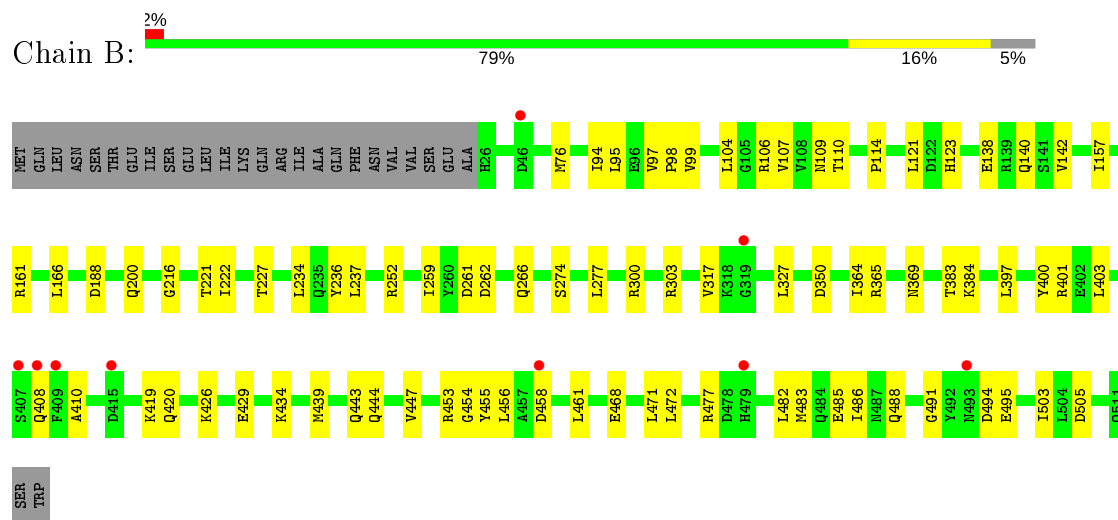 2%
Chain B:
79% 16% 5%
MET GLN LEU ASN SER THR GLU ILE SER GLU LEU ILE LYS GLN ARG ILE ALA GLN PHE ASN VAL VAL SER GLU ALA H26 D46 M76 I94 L95 E96 V97 P98 V99 L104 G105 R106 V107 V108 N109 T110 P114 L121 D122 H123 E138 R139 Q140 S141 V142 I157
R161 L166 D188 Q200 G216 T221 I222 T227 L234 Q235 Y236 L237 R252 I259 Y260 D261 D262 Q266 S274 L277 R300 R303 V317 K318 G319 L327 D350 I364 R365 N369 T383 K384 L397 Y400 R401 E402 L403
S407 Q408 F409 A410 D415 K419 Q420 K426 E429 K434 M439 Q443 Q444 V447 R453 G454 Y455 L456 A457 D458 L461 E468 L471 L472 R477 D478 H479 L482 M483 Q484 E485 I486 N487 Q488 G491 Y492 N493 D494 E495 I503 L504 D505
SER TRP